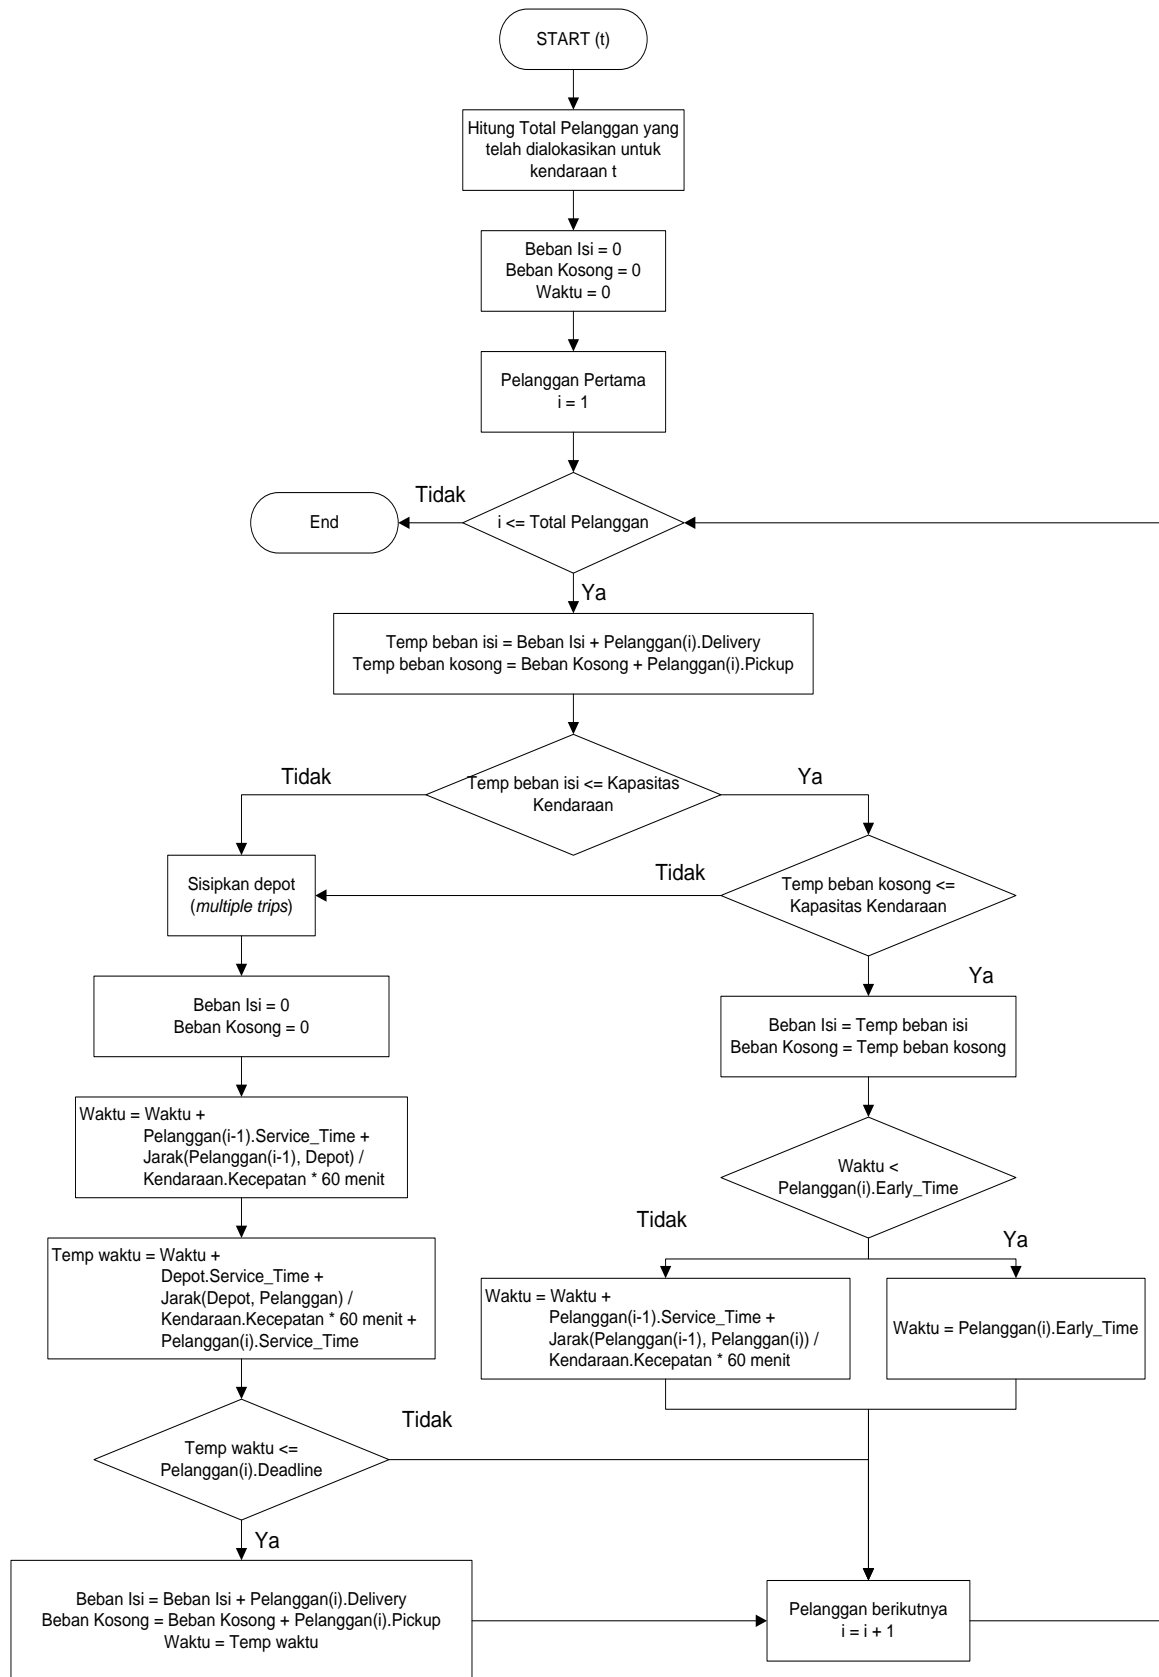 START (t)
Hitung Total Pelanggan yang
telah dialokasikan untuk
kendaraan t
Beban Isi = 0
Beban Kosong = 0
Waktu = 0
Pelanggan Pertama
i = 1
Tidak
End
i <= Total Pelanggan
Ya
Temp beban isi = Beban Isi + Pelanggan(i).Delivery
Temp beban kosong = Beban Kosong + Pelanggan(i).Pickup
Tidak
Temp beban isi <= Kapasitas
Kendaraan
Ya
Sisipkan depot
(multiple trips)
Tidak
Temp beban kosong <=
Kapasitas Kendaraan
Ya
Beban Isi = 0
Beban Kosong = 0
Beban Isi = Temp beban isi
Beban Kosong = Temp beban kosong
Waktu = Waktu +
Pelanggan(i-1).Service_Time +
Jarak(Pelanggan(i-1), Depot) /
Kendaraan.Kecepatan * 60 menit
Waktu <
Pelanggan(i).Early_Time
Tidak
Ya
Temp waktu = Waktu +
Depot.Service_Time +
Jarak(Depot, Pelanggan) /
Kendaraan.Kecepatan * 60 menit +
Pelanggan(i).Service_Time
Waktu = Waktu +
Pelanggan(i-1).Service_Time +
Jarak(Pelanggan(i-1), Pelanggan(i)) /
Kendaraan.Kecepatan * 60 menit
Waktu = Pelanggan(i).Early_Time
Tidak
Temp waktu <=
Pelanggan(i).Deadline
Ya
Beban Isi = Beban Isi + Pelanggan(i).Delivery
Beban Kosong = Beban Kosong + Pelanggan(i).Pickup
Waktu = Temp waktu
Pelanggan berikutnya
i = i + 1